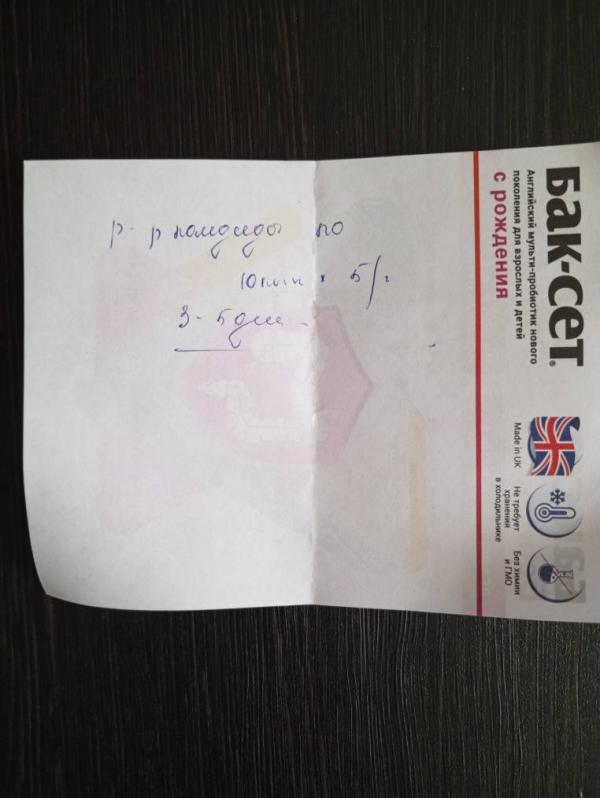 р-р по
х 5/
3-5 дн
Бак-сет®
Английский мульти-пробиотик нового
поколения для взрослых и детей
с рождения
Made in UK
Не требует
хранения
в холодильнике
Без химии
и ГМО